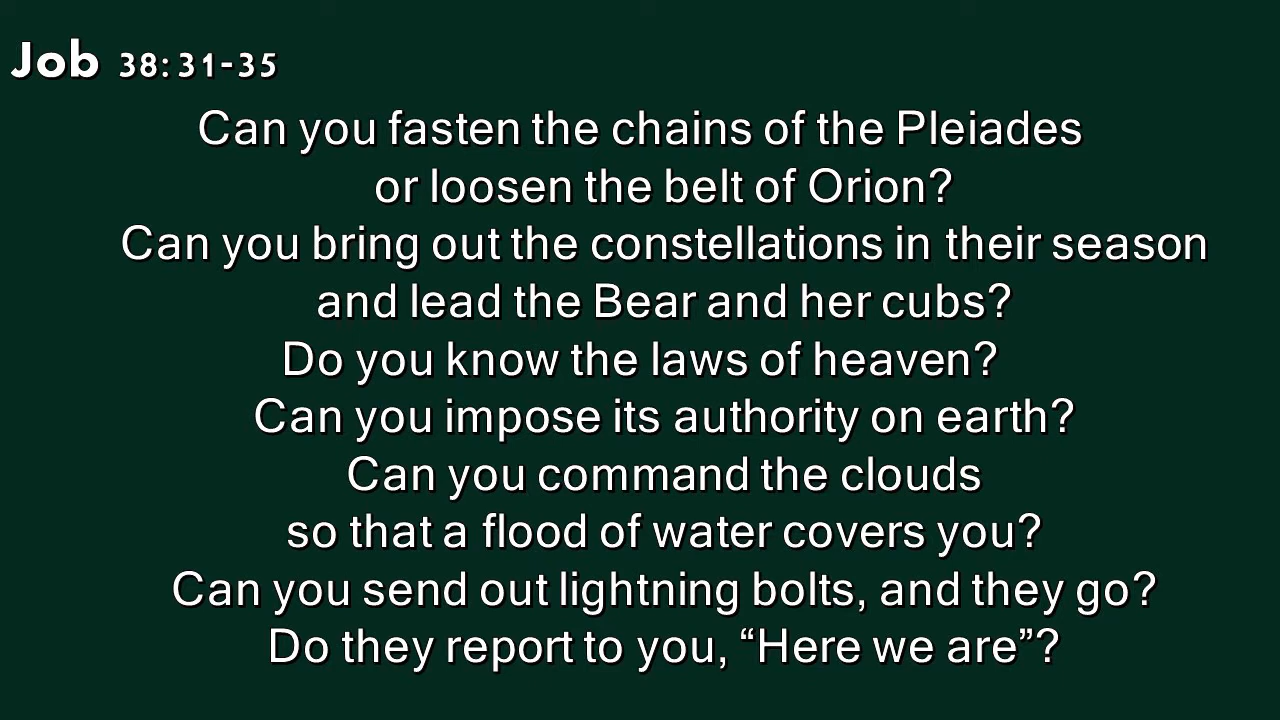 Job 38:31-35
Can you fasten the chains of the Pleiades
or loosen the belt of Orion?
Can you bring out the constellations in their season
and lead the Bear and her cubs?
Do you know the laws of heaven?
Can you impose its authority on earth?
Can you command the clouds
so that a flood of water covers you?
Can you send out lightning bolts, and they go?
Do they report to you, “Here we are”?